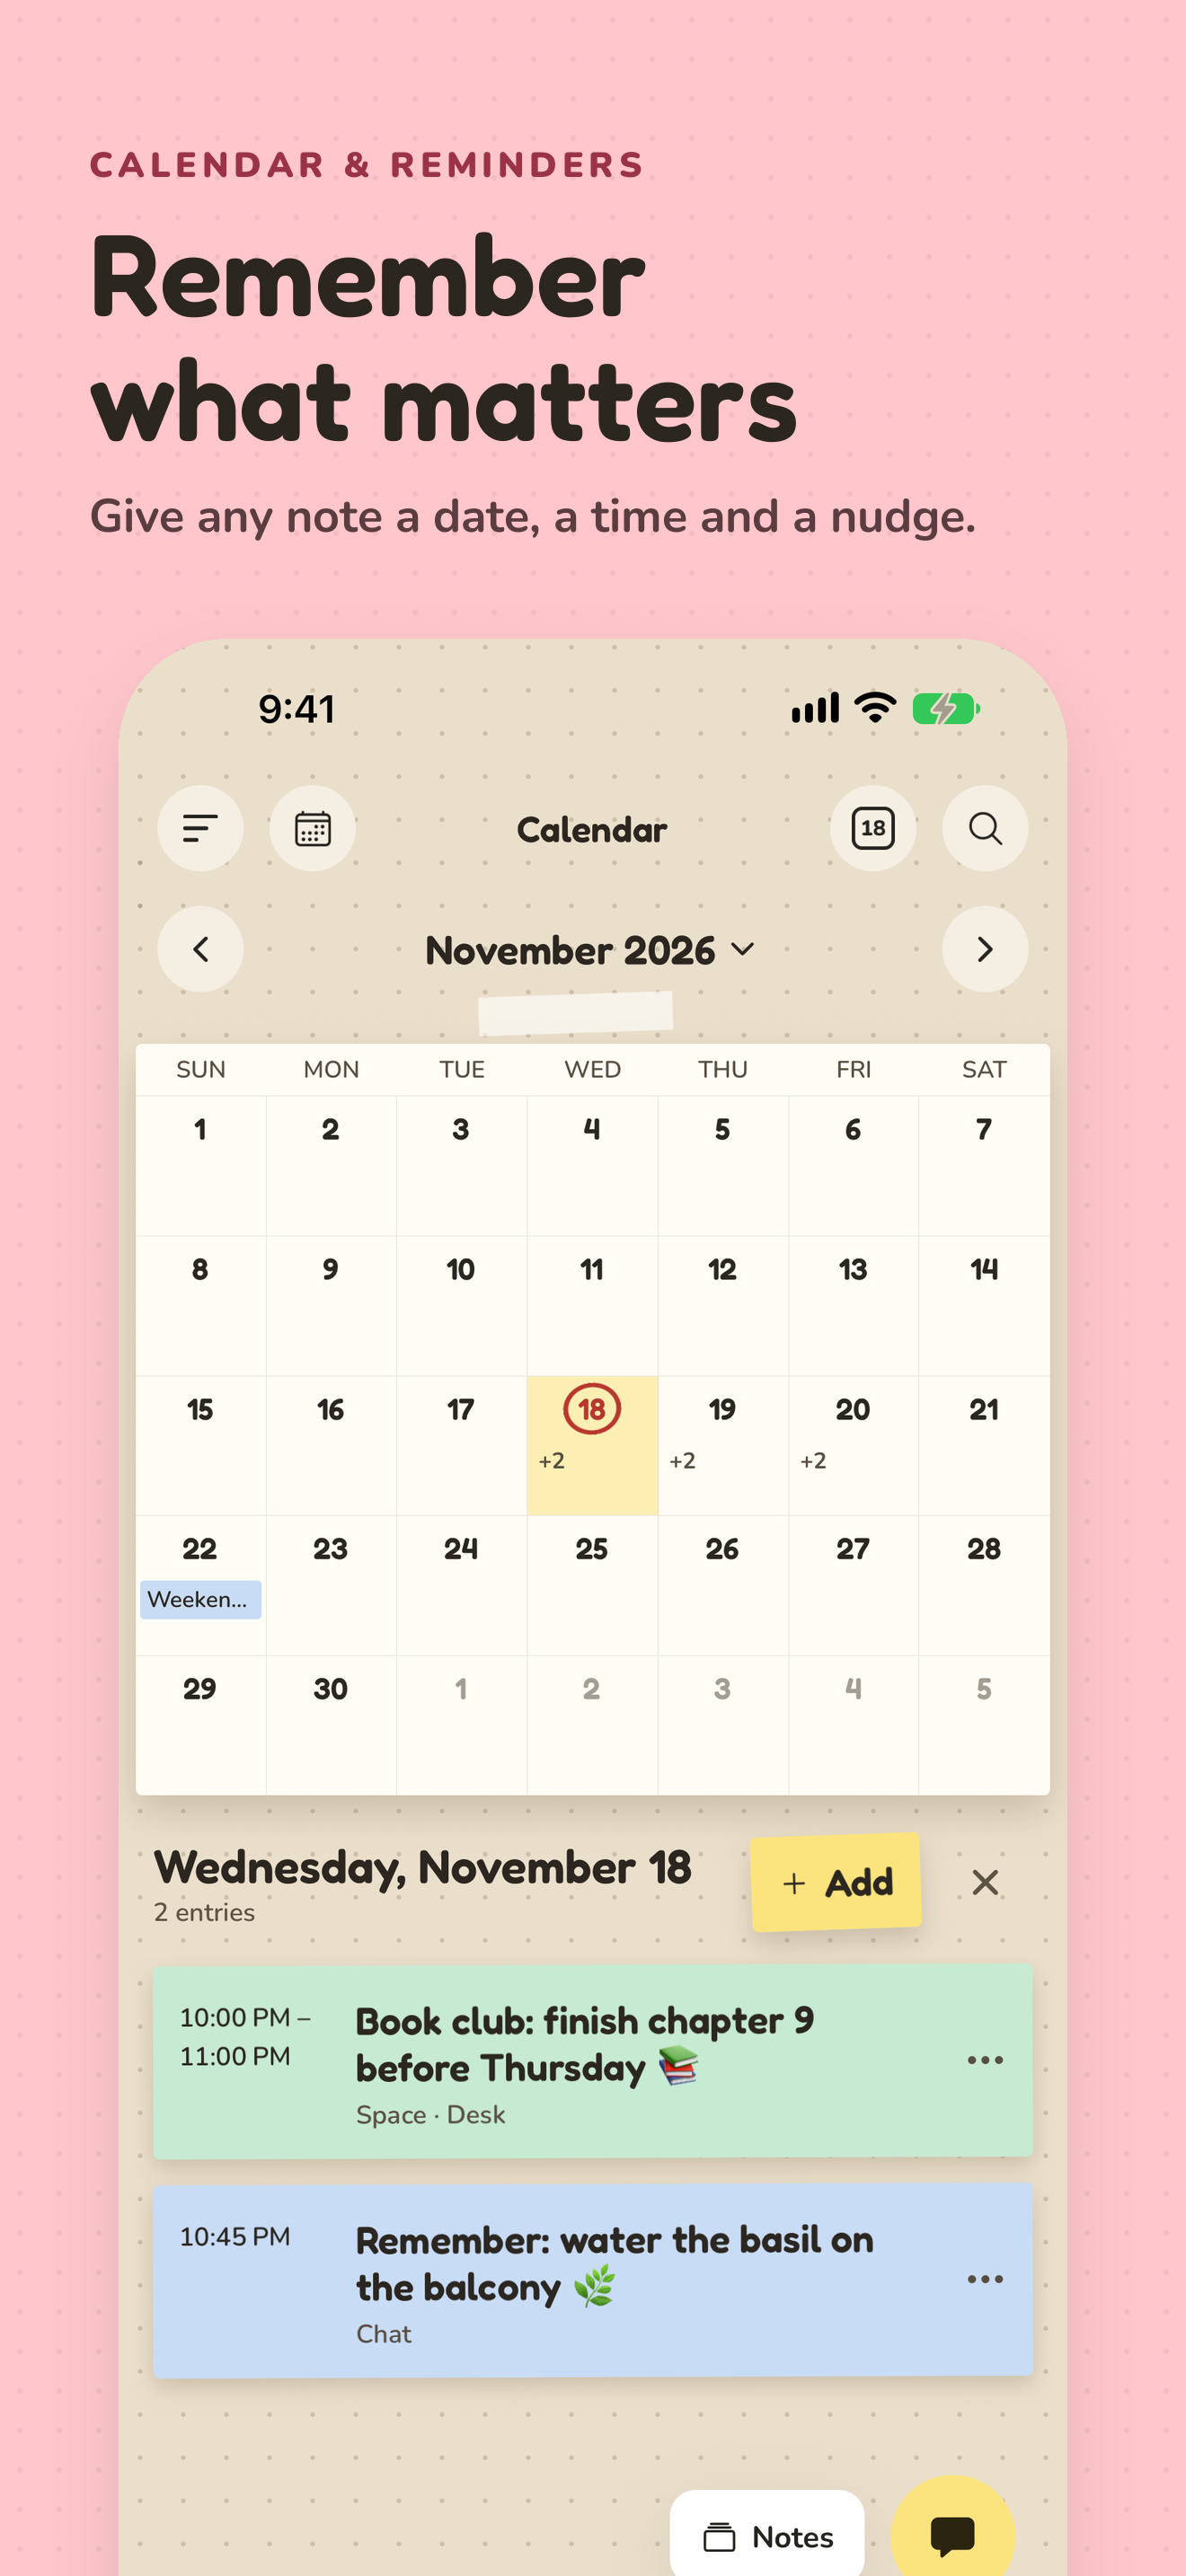 CALENDAR & REMINDERS
Remember
what matters
Give any note a date, a time and a nudge.
9:41
Calendar
18
November 2026
SUN MON TUE WED THU FRI SAT
1 2 3 4 5 6 7
8 9 10 11 12 13 14
15 16 17 18 19 20 21
+2 +2 +2
22 23 24 25 26 27 28
Weeken...
29 30 1 2 3 4 5
Wednesday, November 18
2 entries
+ Add
10:00 PM –
11:00 PM
Book club: finish chapter 9
before Thursday 📚
Space · Desk
10:45 PM
Remember: water the basil on
the balcony 🌿
Chat
Notes